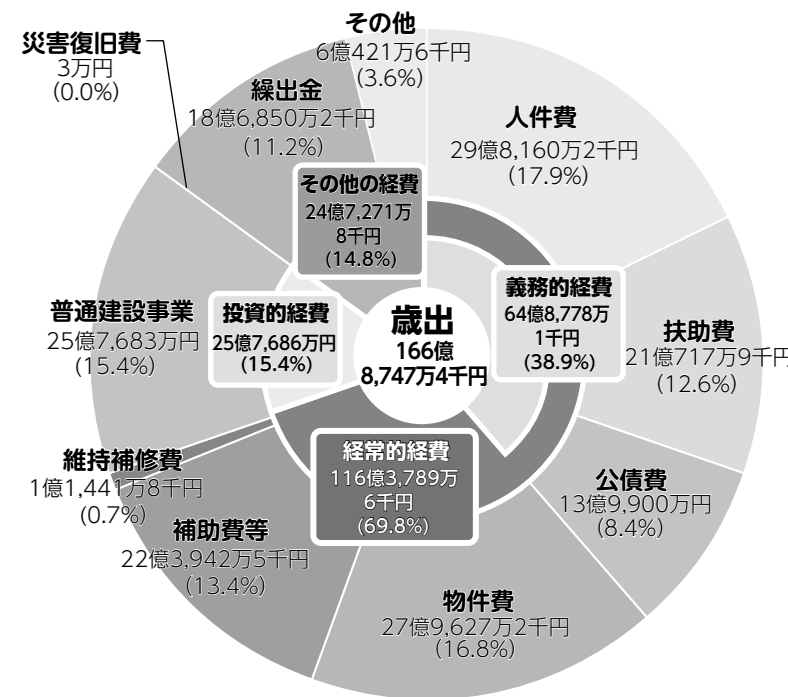 その他
6億421万6千円
(3.6%)
災害復旧費
3万円
(0.0%)
繰出金
18億6,850万2千円
(11.2%)
人件費
29億8,160万2千円
(17.9%)
その他の経費
24億7,271万
8千円
(14.8%)
義務的経費
64億8,778万
1千円
(38.9%)
投資的経費
25億7,686万円
(15.4%)
歳出
166億
8,747万4千円
普通建設事業
25億7,683万円
(15.4%)
扶助費
21億717万9千円
(12.6%)
経常的経費
116億3,789万
6千円
(69.8%)
維持補修費
1億1,441万8千円
(0.7%)
公債費
13億9,900万円
(8.4%)
補助費等
22億3,942万5千円
(13.4%)
物件費
27億9,627万2千円
(16.8%)